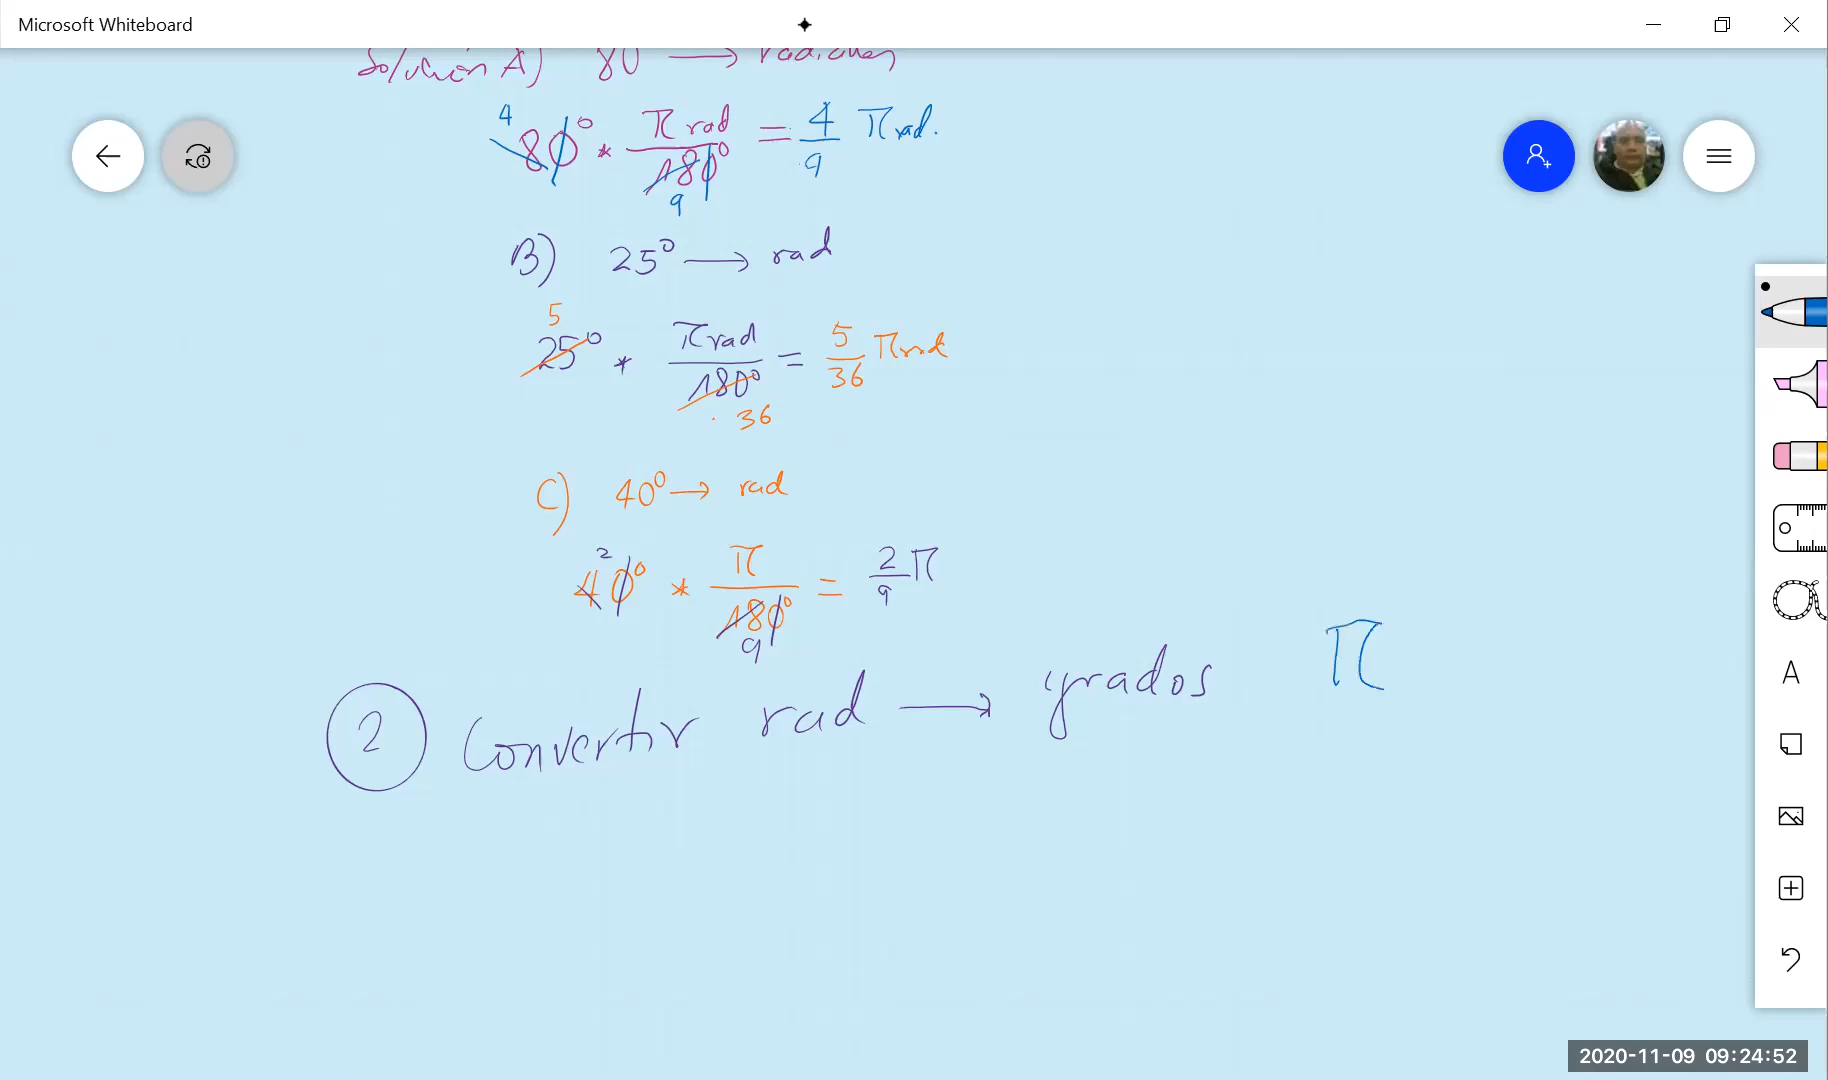 Microsoft Whiteboard
Solución A) 80 → radianes
4
80° * π rad / 180° = 4/9 π rad.
9
B) 25° → rad
5
25° * π rad / 180° = 5/36 π rad
36
C) 40° → rad
2
40° * π / 180° = 2/9 π
9
2 Convertir rad → grados π
A
2020-11-09 09:24:52